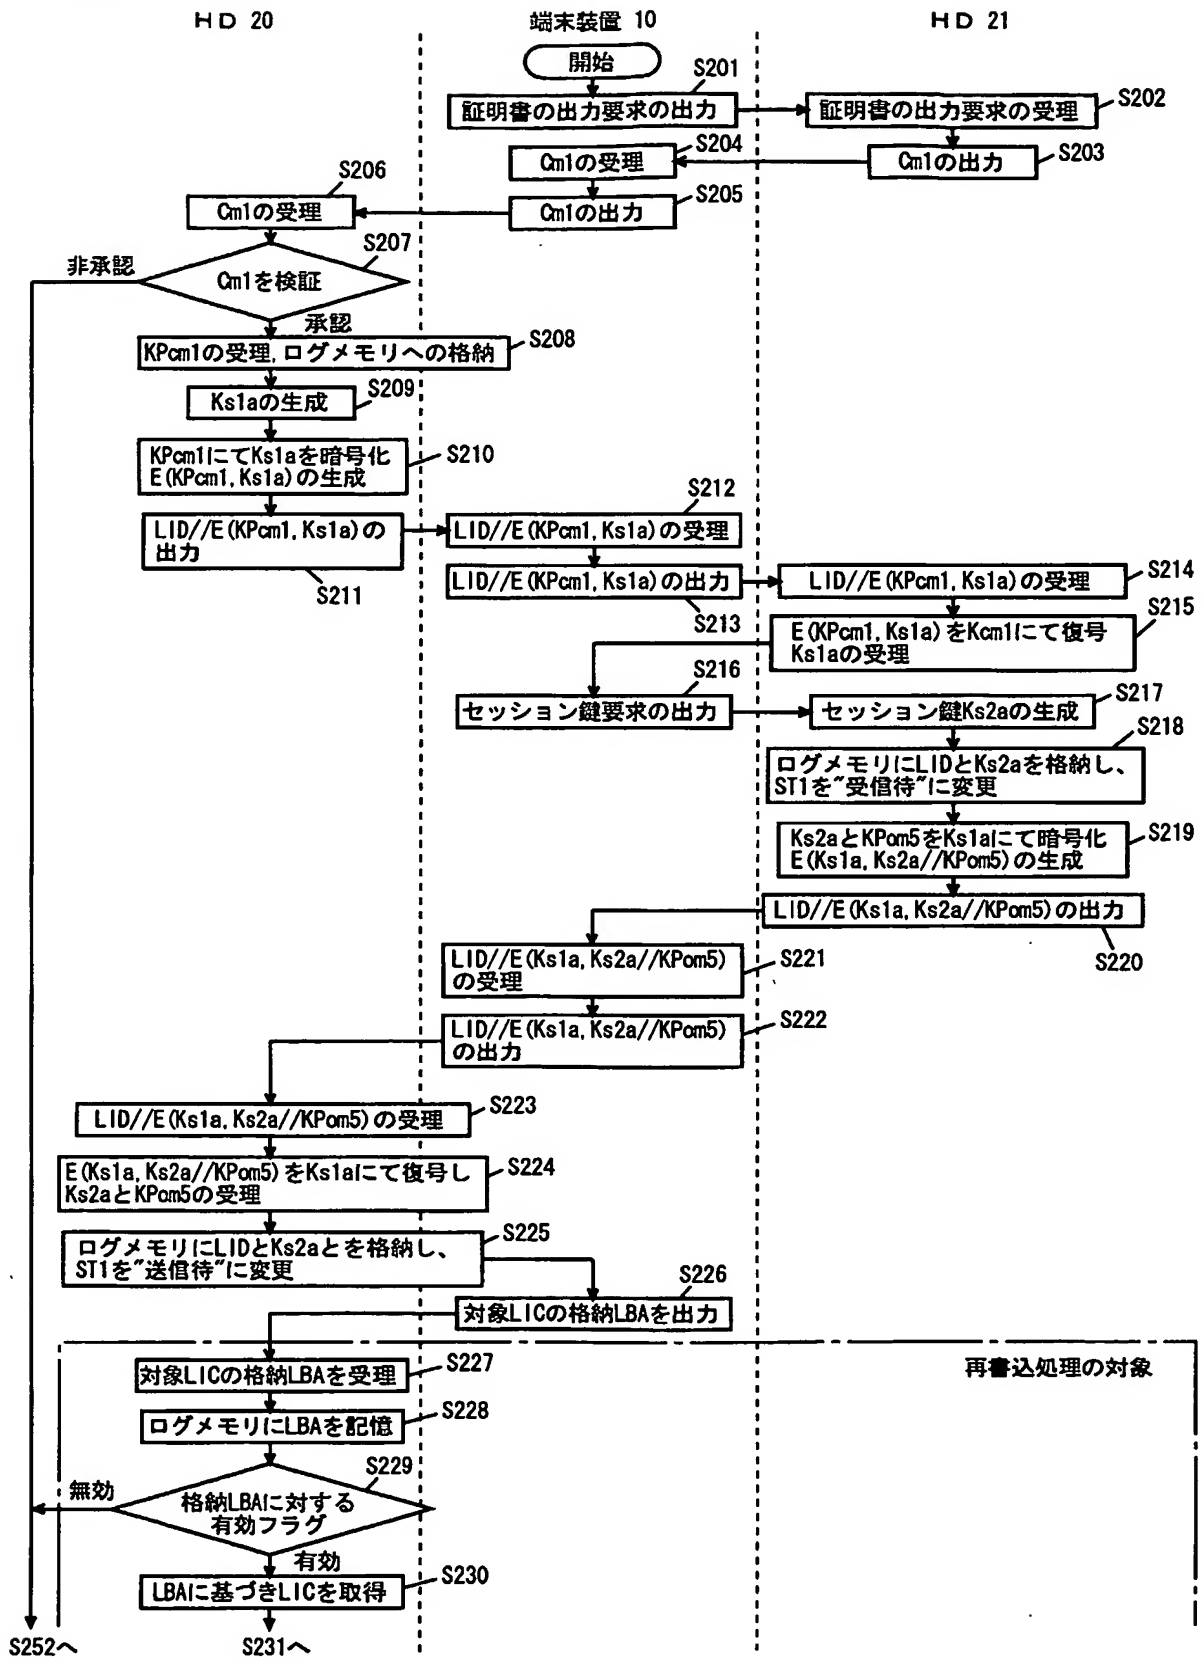 HD 20
端末装置 10
HD 21
開始
S201
証明書の出力要求の出力
S202
証明書の出力要求の受理
S203
Cm1の出力
S204
Cm1の受理
S205
Cm1の出力
S206
Cm1の受理
S207
Cm1を検証
非承認
承認
S208
KPcm1の受理,ログメモリへの格納
S209
Ks1aの生成
S210
KPcm1にてKs1aを暗号化
E(KPcm1,Ks1a)の生成
LID//E(KPcm1,Ks1a)の
出力
S211
S212
LID//E(KPcm1,Ks1a)の受理
LID//E(KPcm1,Ks1a)の出力
S213
S214
LID//E(KPcm1,Ks1a)の受理
S215
E(KPcm1,Ks1a)をKcm1にて復号
Ks1aの受理
S216
セッション鍵要求の出力
S217
セッション鍵Ks2aの生成
S218
ログメモリにLIDとKs2aを格納し、
ST1を"受信待"に変更
S219
Ks2aとKPom5をKs1aにて暗号化
E(Ks1a,Ks2a//KPom5)の生成
LID//E(Ks1a,Ks2a//KPom5)の出力
S220
S221
LID//E(Ks1a,Ks2a//KPom5)
の受理
S222
LID//E(Ks1a,Ks2a//KPom5)
の出力
S223
LID//E(Ks1a,Ks2a//KPom5)の受理
S224
E(Ks1a,Ks2a//KPom5)をKs1aにて復号し
Ks2aとKPom5の受理
S225
ログメモリにLIDとKs2aとを格納し、
ST1を"送信待"に変更
S226
対象LICの格納LBAを出力
再書込処理の対象
S227
対象LICの格納LBAを受理
S228
ログメモリにLBAを記憶
S229
格納LBAに対する
有効フラグ
無効
有効
S230
LBAに基づきLICを取得
S252へ
S231へ